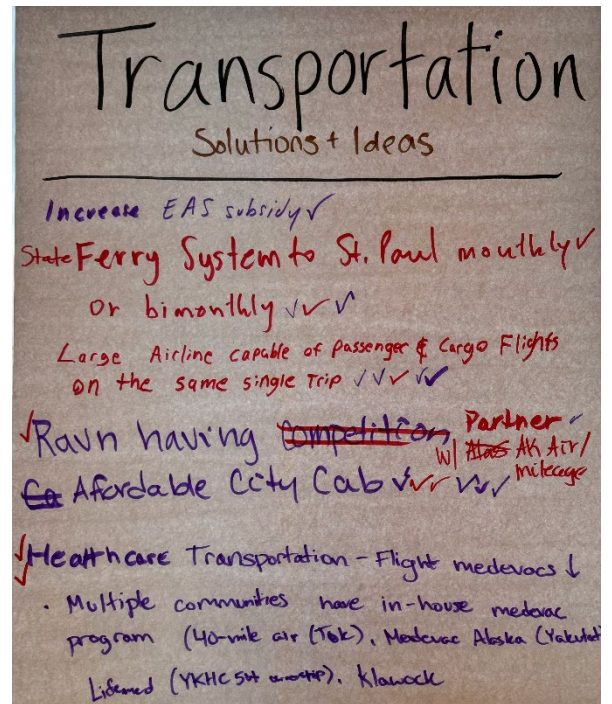 Transportation
Solutions + Ideas
Increase EAS subsidy ✓
State Ferry System to St. Paul monthly ✓
or bimonthly ✓✓✓
Large Airline capable of passenger & Cargo Flights
on the same single Trip ✓✓✓✓✓
✓ Ravn having Competition Partner ✓
w/ Alas AK Air/
mileage
Ca Afordable City Cab ✓✓✓ ✓✓✓
✓ Healthcare Transportation - Flight medevacs ↓
✓
• Multiple communities have in-house medevac
program (40-mile air (Tok), Medevac Alaska (Yakutat)
Lifemed (YKHC
Klawock